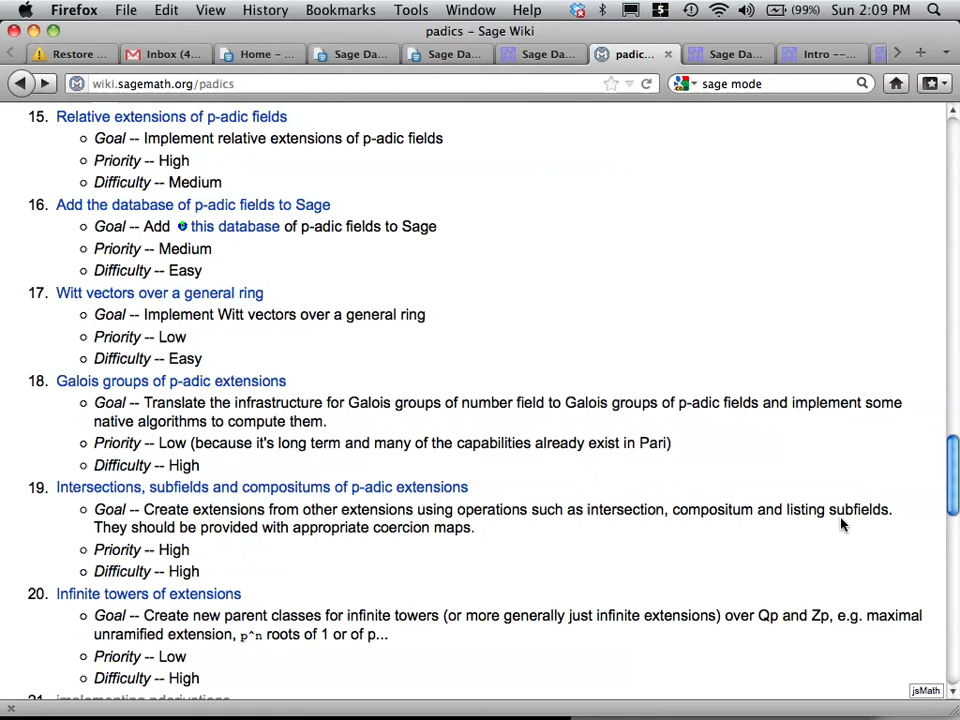 Firefox File Edit View History Bookmarks Tools Window Help (99%) Sun 2:09 PM
padics – Sage Wiki
Restore ... Inbox (4... Home – ... Sage Da... Sage Da... Sage Da... padic... Sage Da... Intro --...
wiki.sagemath.org/padics sage mode
15. Relative extensions of p-adic fields
Goal -- Implement relative extensions of p-adic fields
Priority -- High
Difficulty -- Medium
16. Add the database of p-adic fields to Sage
Goal -- Add this database of p-adic fields to Sage
Priority -- Medium
Difficulty -- Easy
17. Witt vectors over a general ring
Goal -- Implement Witt vectors over a general ring
Priority -- Low
Difficulty -- Easy
18. Galois groups of p-adic extensions
Goal -- Translate the infrastructure for Galois groups of number field to Galois groups of p-adic fields and implement some
native algorithms to compute them.
Priority -- Low (because it's long term and many of the capabilities already exist in Pari)
Difficulty -- High
19. Intersections, subfields and compositums of p-adic extensions
Goal -- Create extensions from other extensions using operations such as intersection, compositum and listing subfields.
They should be provided with appropriate coercion maps.
Priority -- High
Difficulty -- High
20. Infinite towers of extensions
Goal -- Create new parent classes for infinite towers (or more generally just infinite extensions) over Qp and Zp, e.g. maximal
unramified extension, p^n roots of 1 or of p...
Priority -- Low
Difficulty -- High
jsMath